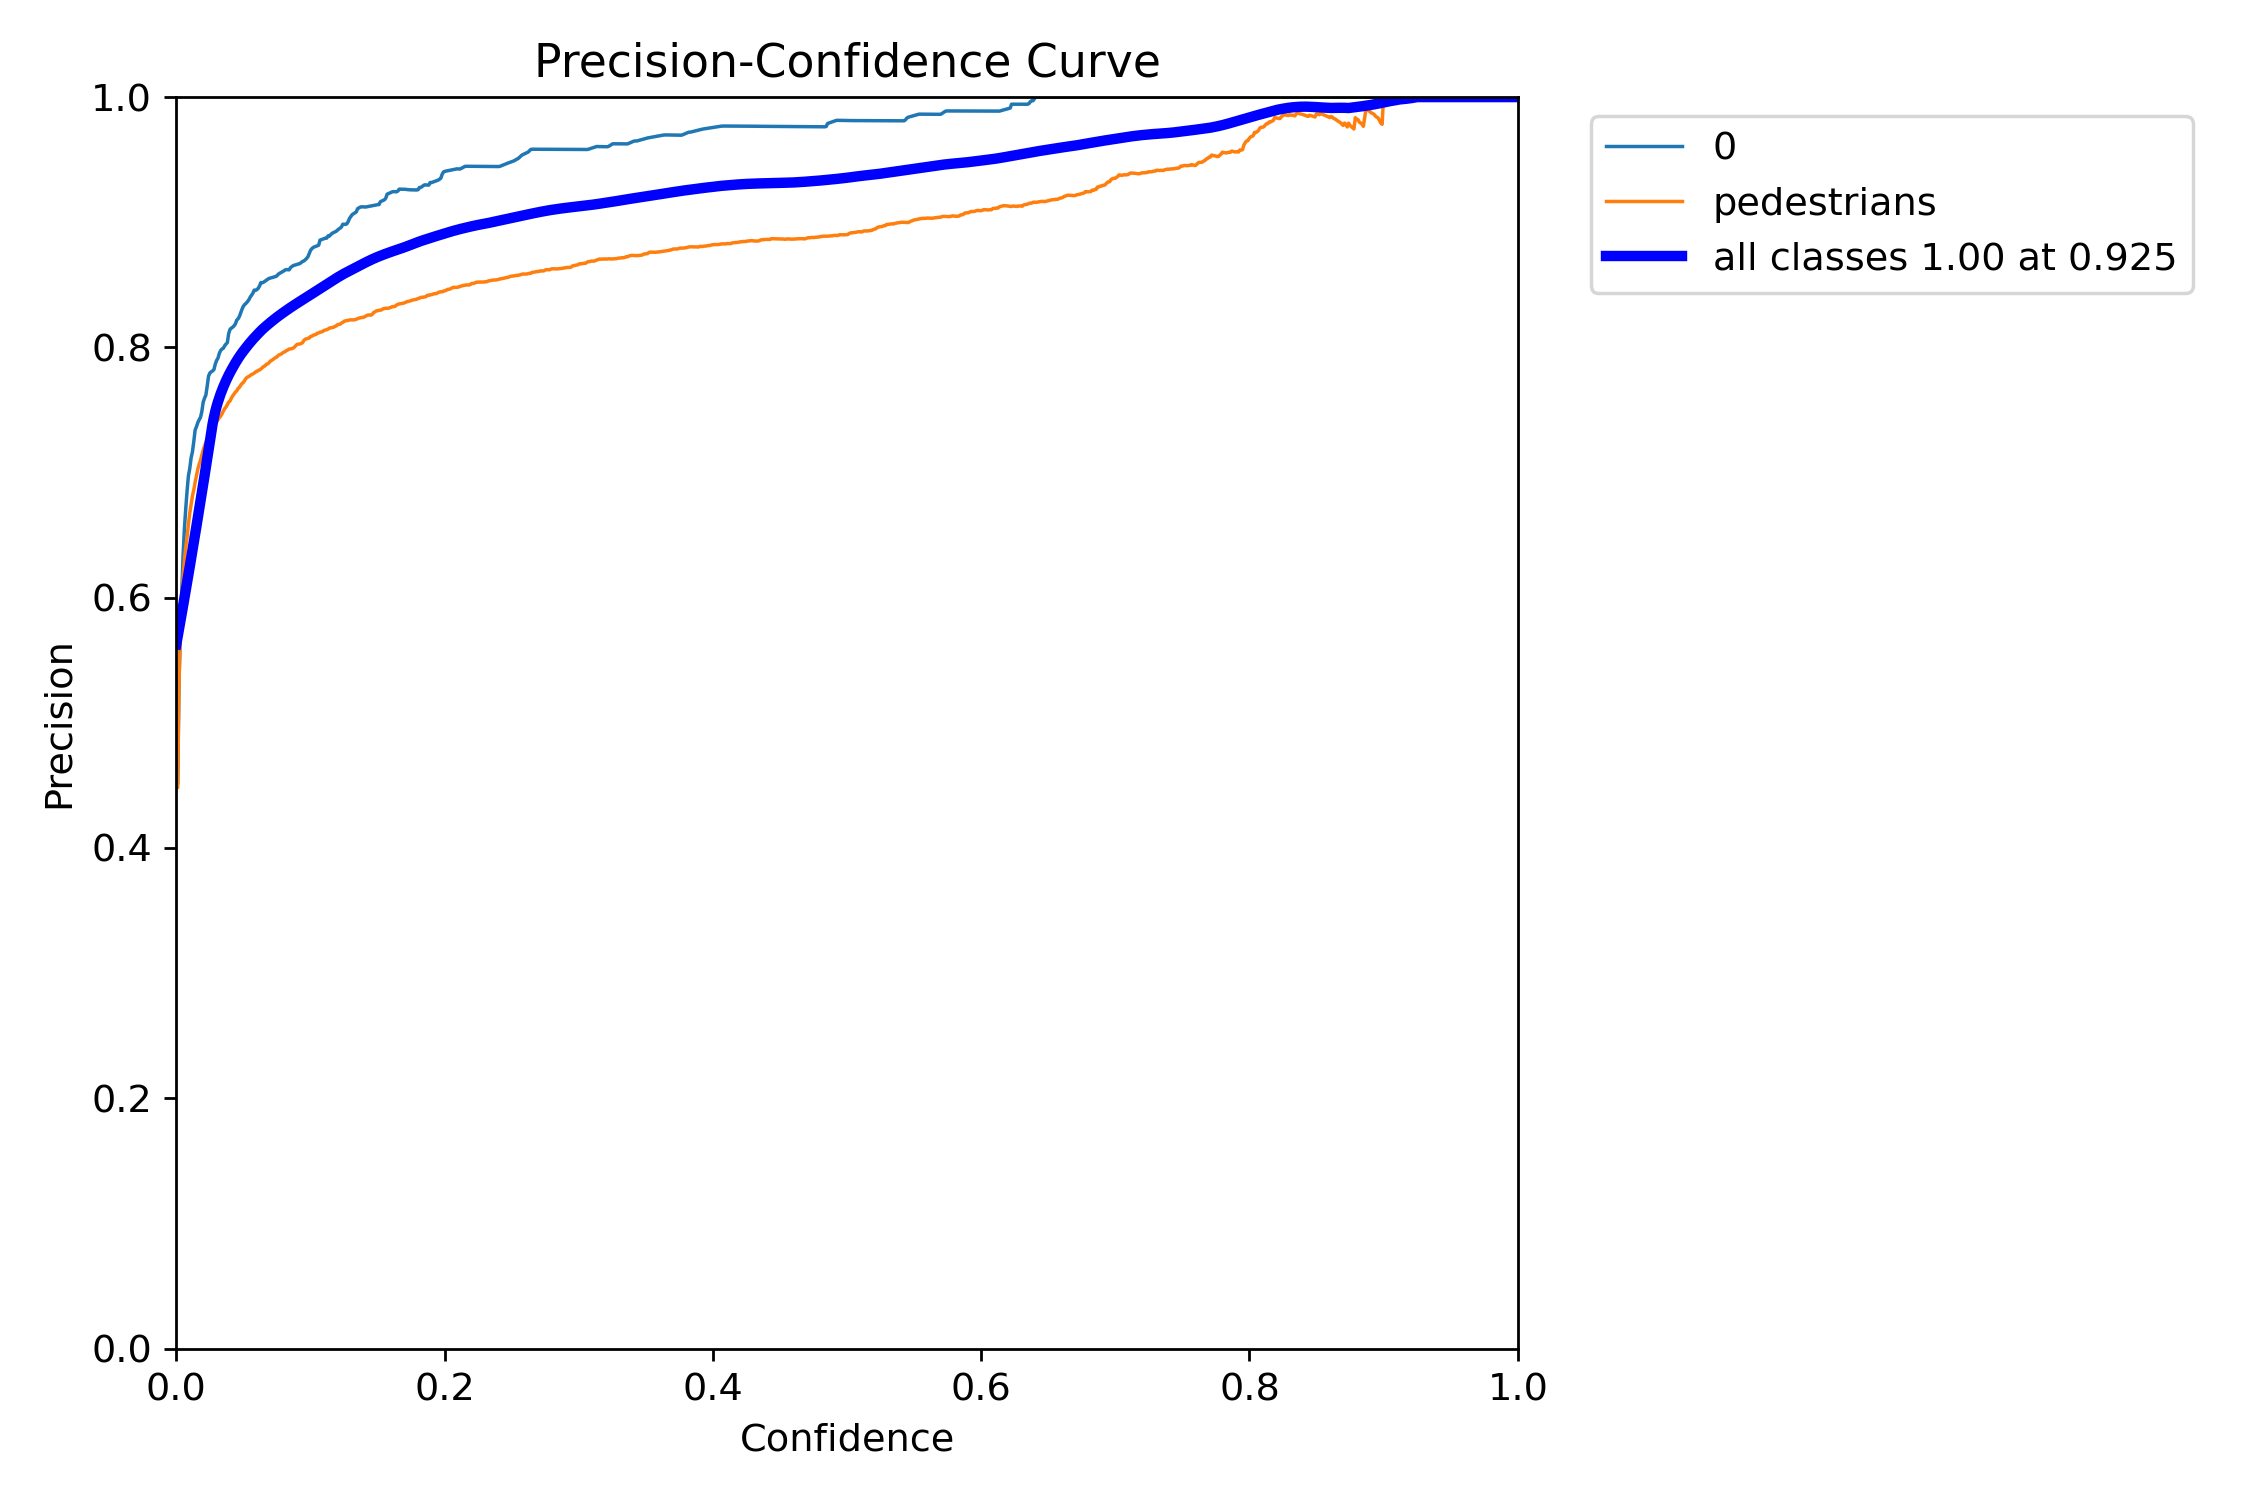 Precision-Confidence Curve
1.0
0.8
0.6
0.4
0.2
0.0
Precision
0.0 0.2 0.4 0.6 0.8 1.0
Confidence
0
pedestrians
all classes 1.00 at 0.925